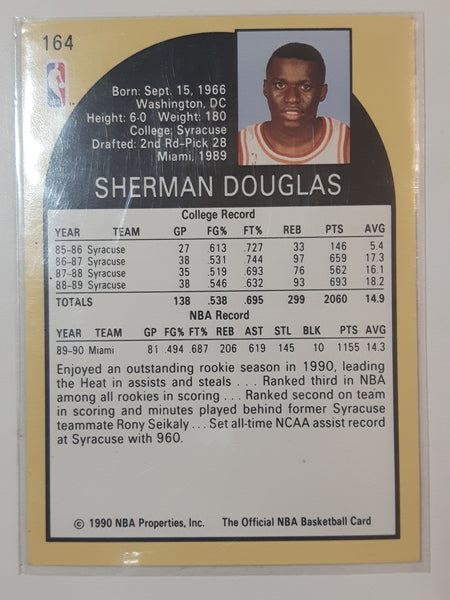 164
NBA
Born: Sept. 15, 1966
Washington, DC
Height: 6-0 Weight: 180
College: Syracuse
Drafted: 2nd Rd-Pick 28
Miami, 1989
SHERMAN DOUGLAS
College Record
YEAR TEAM GP FG% FT% REB PTS AVG
85-86 Syracuse 27 .613 .727 33 146 5.4
86-87 Syracuse 38 .531 .744 97 659 17.3
87-88 Syracuse 35 .519 .693 76 562 16.1
88-89 Syracuse 38 .546 .632 93 693 18.2
TOTALS 138 .538 .695 299 2060 14.9
NBA Record
YEAR TEAM GP FG% FT% REB AST STL BLK PTS AVG
89-90 Miami 81 .494 .687 206 619 145 10 1155 14.3
Enjoyed an outstanding rookie season in 1990, leading
the Heat in assists and steals . . . Ranked third in NBA
among all rookies in scoring . . . Ranked second on team
in scoring and minutes played behind former Syracuse
teammate Rony Seikaly . . . Set all-time NCAA assist record
at Syracuse with 960.
© 1990 NBA Properties, Inc. The Official NBA Basketball Card